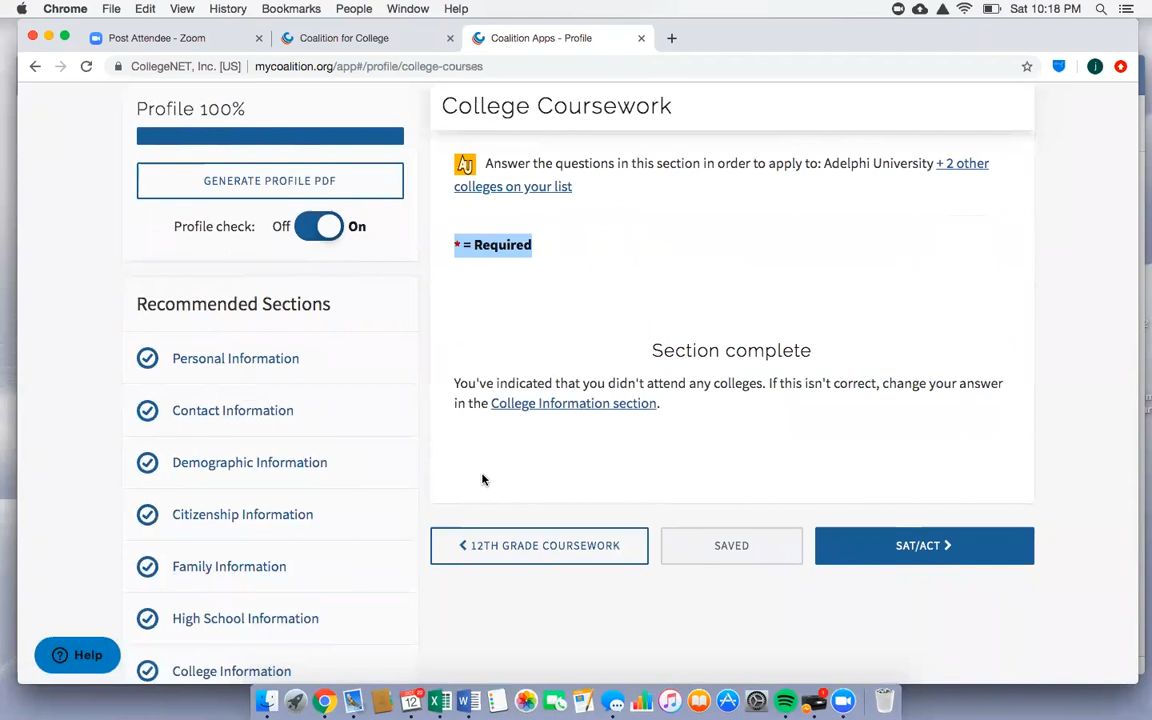 Chrome File Edit View History Bookmarks People Window Help Sat 10:18 PM
Post Attendee - Zoom
Coalition for College
Coalition Apps - Profile
CollegeNET, Inc. [US] mycoalition.org/app#/profile/college-courses
Profile 100%
GENERATE PROFILE PDF
Profile check: Off On
Recommended Sections
Personal Information
Contact Information
Demographic Information
Citizenship Information
Family Information
High School Information
College Information
Help
College Coursework
Answer the questions in this section in order to apply to: Adelphi University + 2 other
colleges on your list
* = Required
Section complete
You've indicated that you didn't attend any colleges. If this isn't correct, change your answer
in the College Information section.
12TH GRADE COURSEWORK
SAVED
SAT/ACT